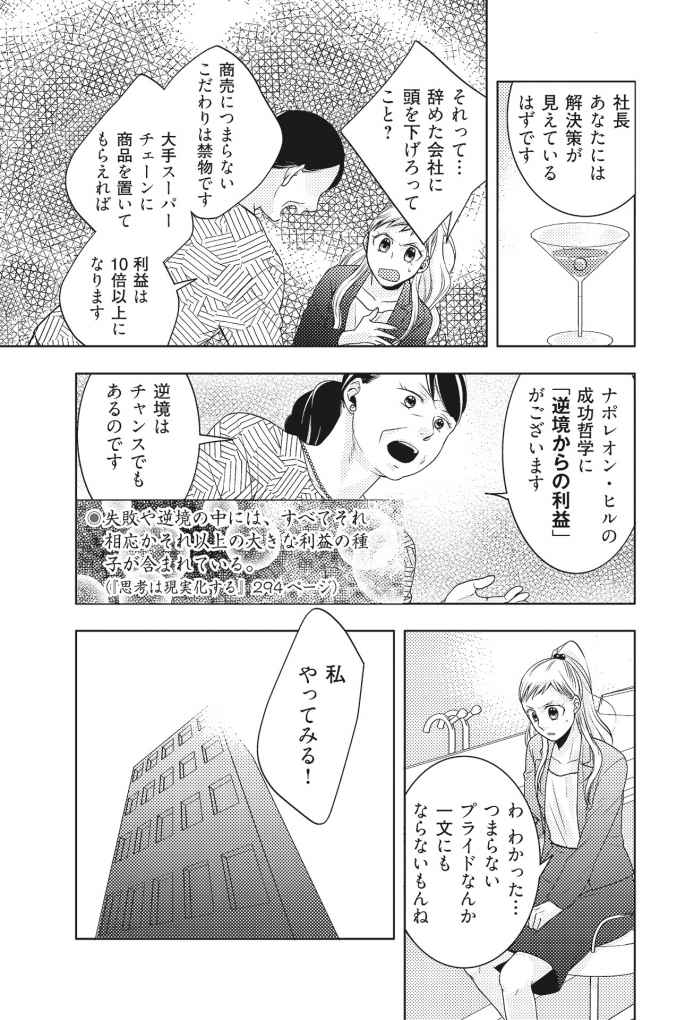 社長
あなたには
解決策が
見えている
はずです
それって…
辞めた会社に
頭を下げろって
こと?
商売につまらない
こだわりは禁物です
大手スーパー
チェーンに
商品を置いて
もらえれば
利益は
10倍以上に
なります
ナポレオン・ヒルの
成功哲学に
「逆境からの利益」
がございます
逆境は
チャンスでも
あるのです
◉失敗や逆境の中には、すべてそれ
相応かそれ以上の大きな利益の種
子が含まれている。
(『思考は現実化する』294ページ)
わ わかった…
つまらない
プライドなんか
一文にも
ならないもんね
私
やってみる!